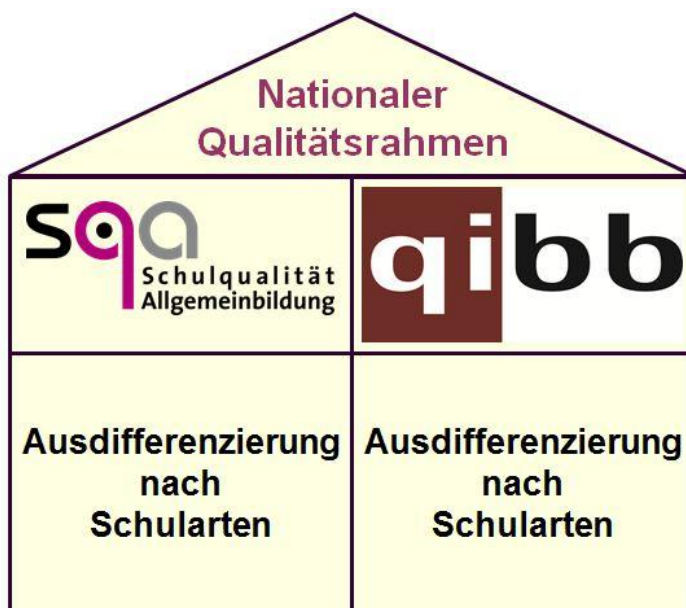 Nationaler
Qualitätsrahmen
sqa
Schulqualität
Allgemeinbildung
qibb
Ausdifferenzierung
nach
Schularten
Ausdifferenzierung
nach
Schularten